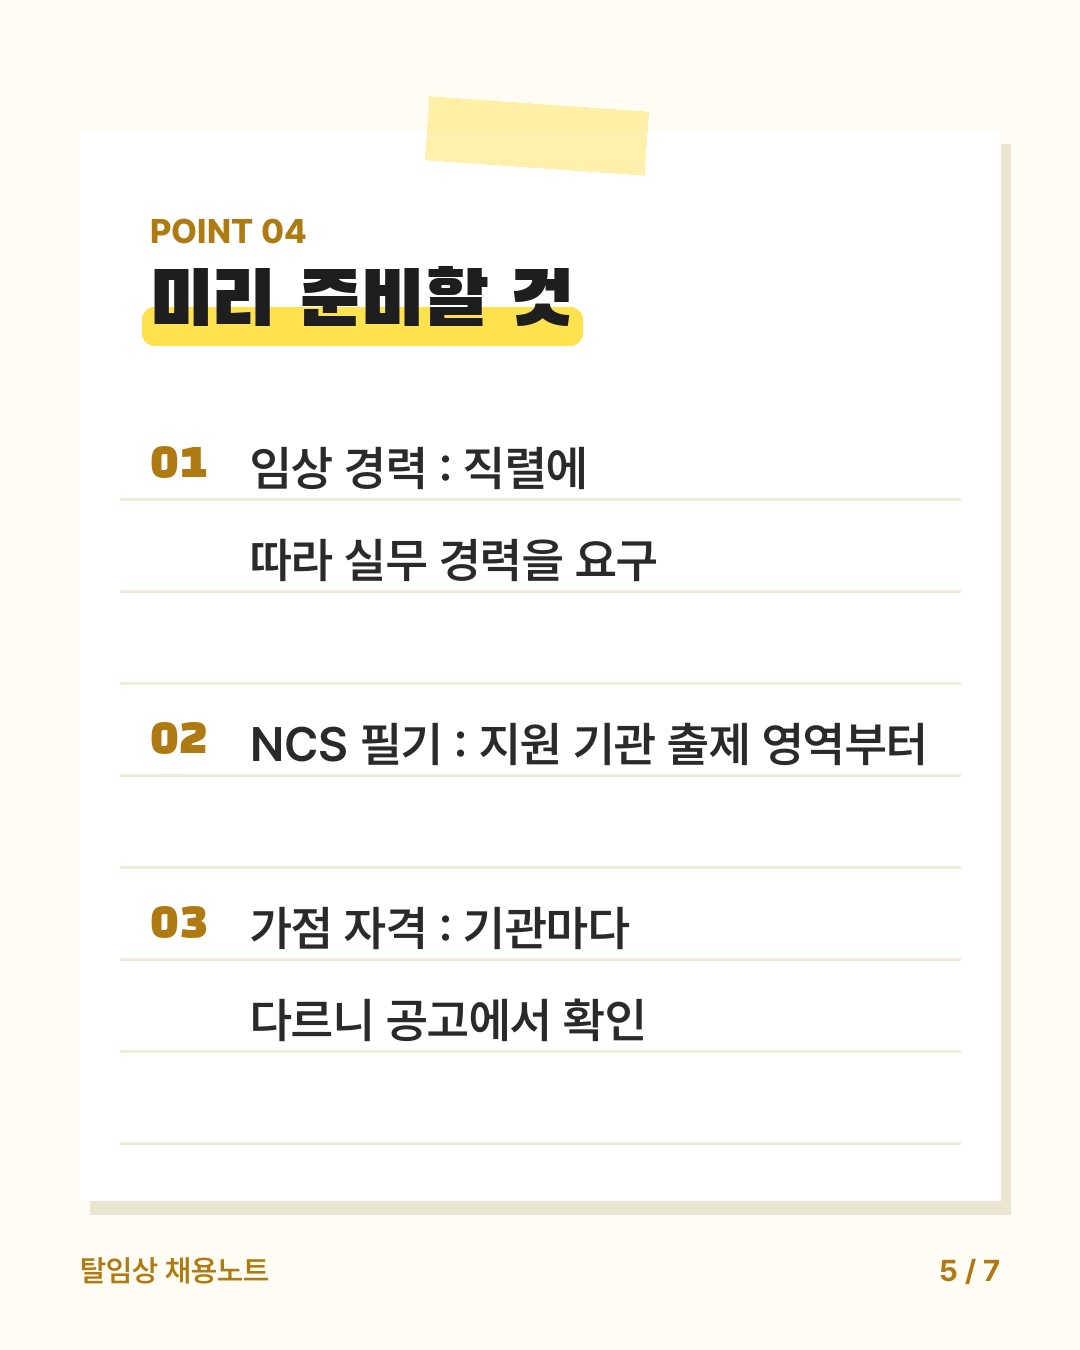 POINT 04
미리 준비할 것
01 임상 경력 : 직렬에
따라 실무 경력을 요구
02 NCS 필기 : 지원 기관 출제 영역부터
03 가점 자격 : 기관마다
다르니 공고에서 확인
탈임상 채용노트
5 / 7